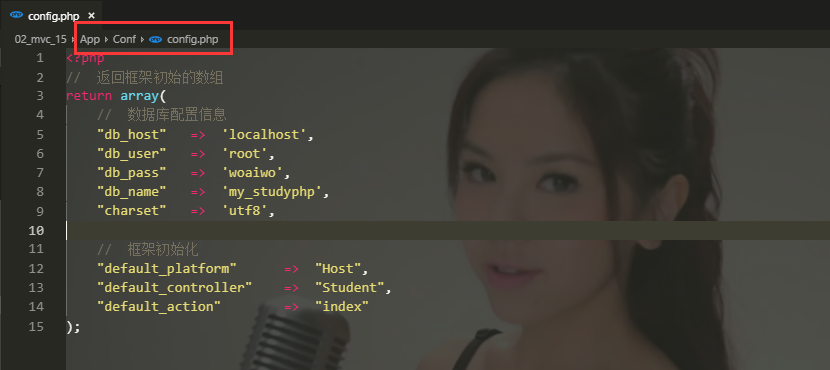 config.php ×
02_mvc_15 ▸ App ▸ Conf ▸ config.php
1 <?php
2 //  返回框架初始的数组
3 return array(
4     //  数据库配置信息
5     "db_host"   =>  'localhost',
6     "db_user"   =>  'root',
7     "db_pass"   =>  'woaiwo',
8     "db_name"   =>  'my_studyphp',
9     "charset"   =>  'utf8',
10
11     //  框架初始化
12     "default_platform"      =>  "Host",
13     "default_controller"    =>  "Student",
14     "default_action"        =>  "index"
15 );